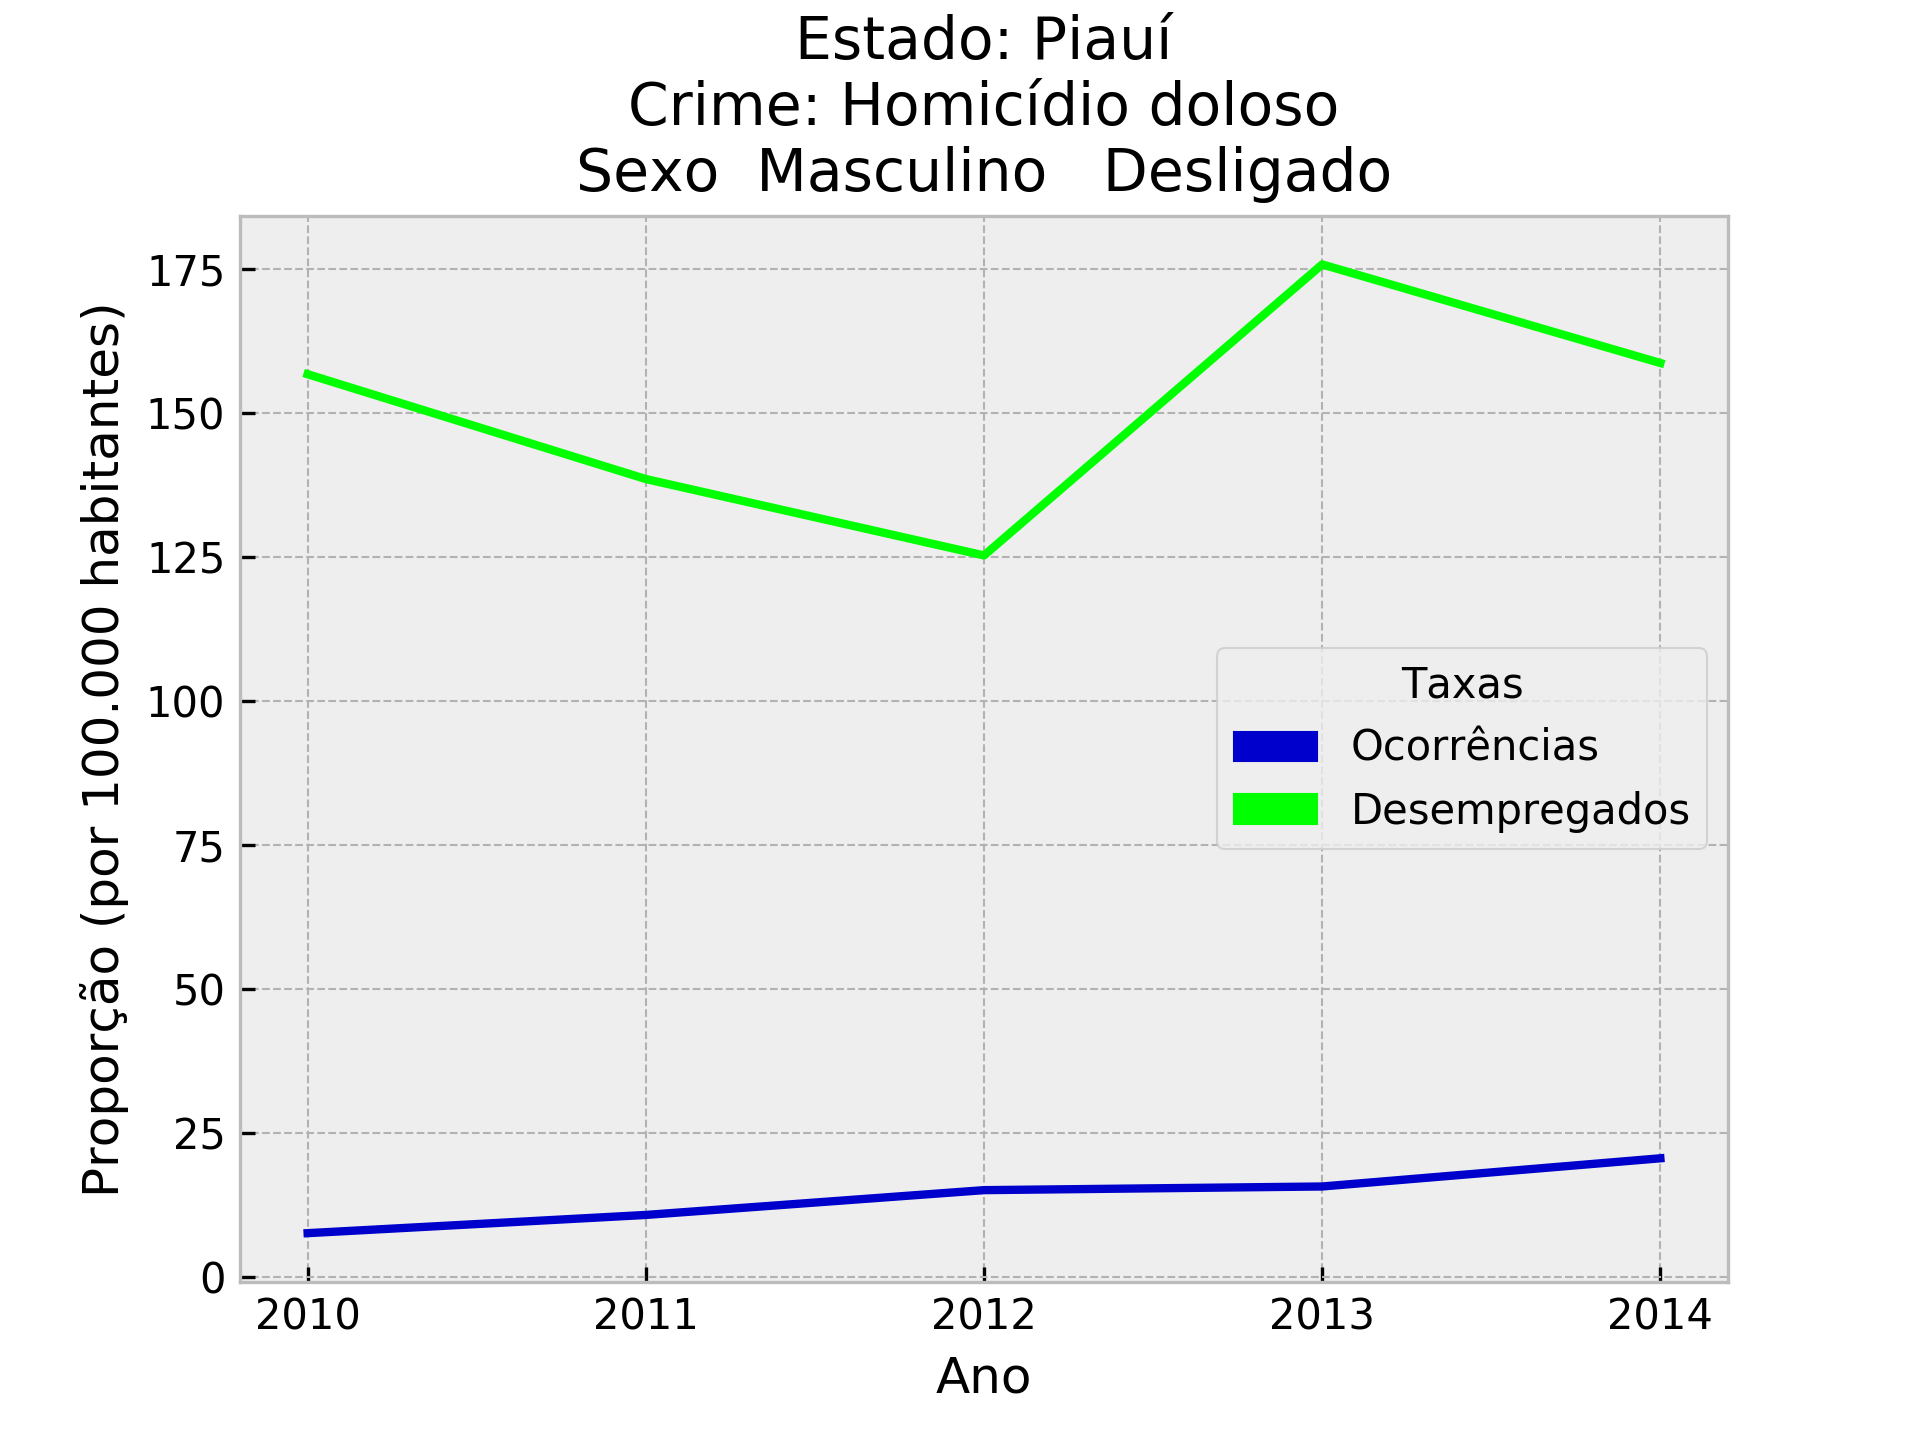 Estado: Piauí
Crime: Homicídio doloso
Sexo  Masculino   Desligado
Proporção (por 100.000 habitantes)
175
150
125
100
75
50
25
0
Taxas
Ocorrências
Desempregados
2010 2011 2012 2013 2014
Ano